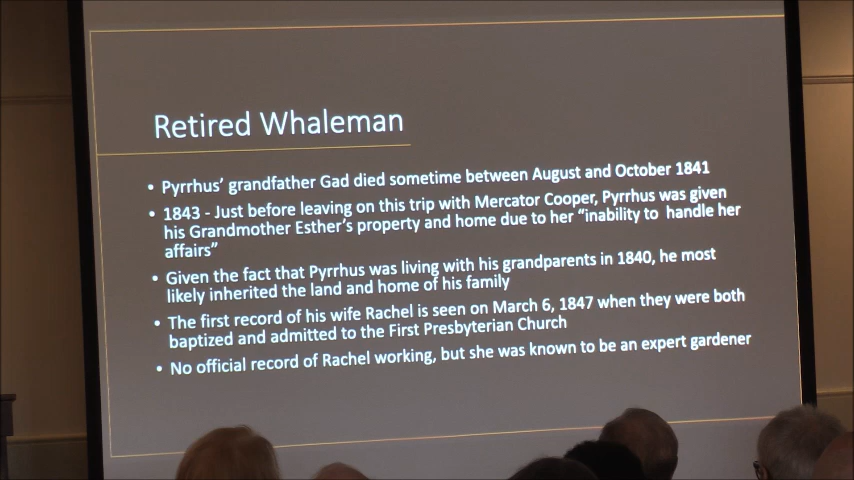 Retired Whaleman
• Pyrrhus' grandfather Gad died sometime between August and October 1841
• 1843 - Just before leaving on this trip with Mercator Cooper, Pyrrhus was given
his Grandmother Esther's property and home due to her “inability to handle her
affairs”
• Given the fact that Pyrrhus was living with his grandparents in 1840, he most
likely inherited the land and home of his family
• The first record of his wife Rachel is seen on March 6, 1847 when they were both
baptized and admitted to the First Presbyterian Church
• No official record of Rachel working, but she was known to be an expert gardener